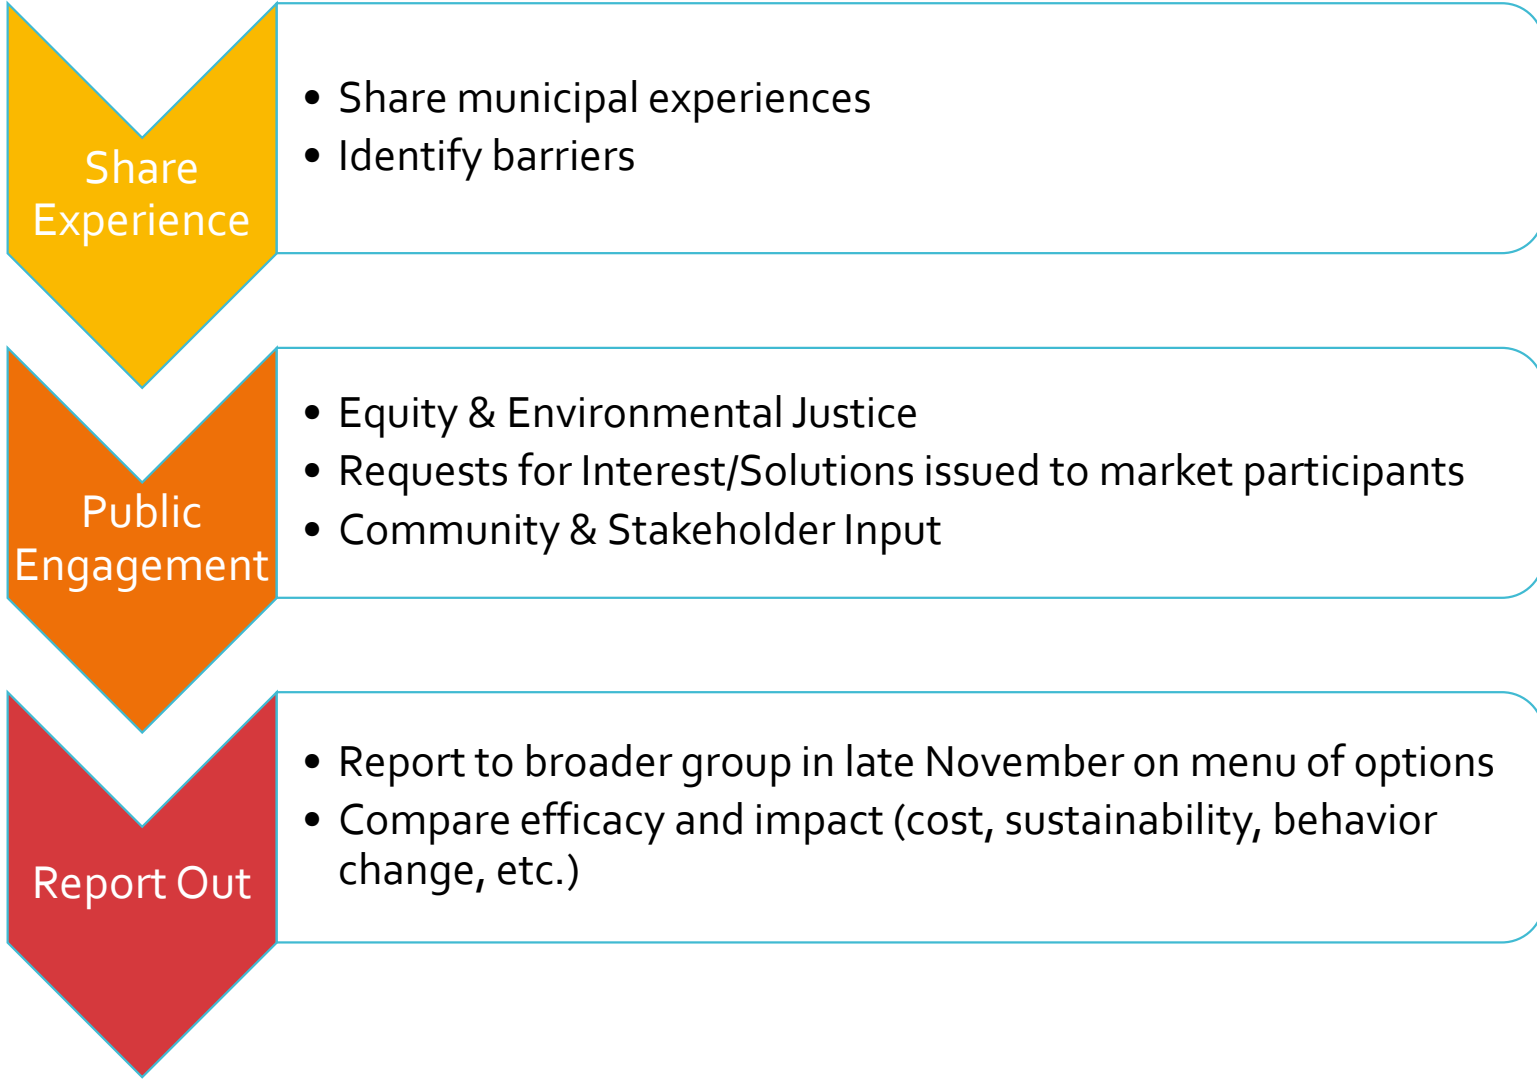 Share
Experience
• Share municipal experiences
• Identify barriers
Public
Engagement
• Equity & Environmental Justice
• Requests for Interest/Solutions issued to market participants
• Community & Stakeholder Input
Report Out
• Report to broader group in late November on menu of options
• Compare efficacy and impact (cost, sustainability, behavior
change, etc.)